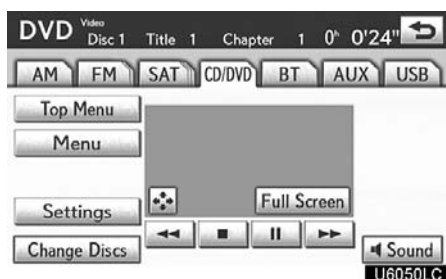 DVD Video Disc 1 Title 1 Chapter 1 0h 0'24"
AM FM SAT CD/DVD BT AUX USB
Top Menu
Menu
Full Screen
Settings
Change Discs
Sound
U6050LC